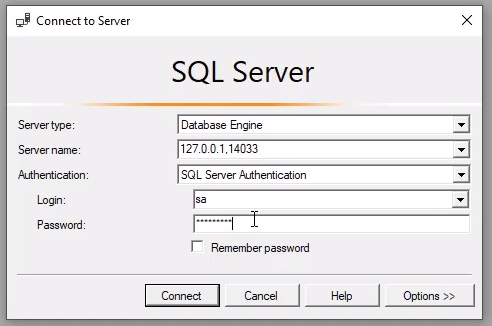 Connect to Server
SQL Server
Server type: Database Engine
Server name: 127.0.0.1,14033
Authentication: SQL Server Authentication
Login: sa
Password: *********
Remember password
Connect Cancel Help Options >>